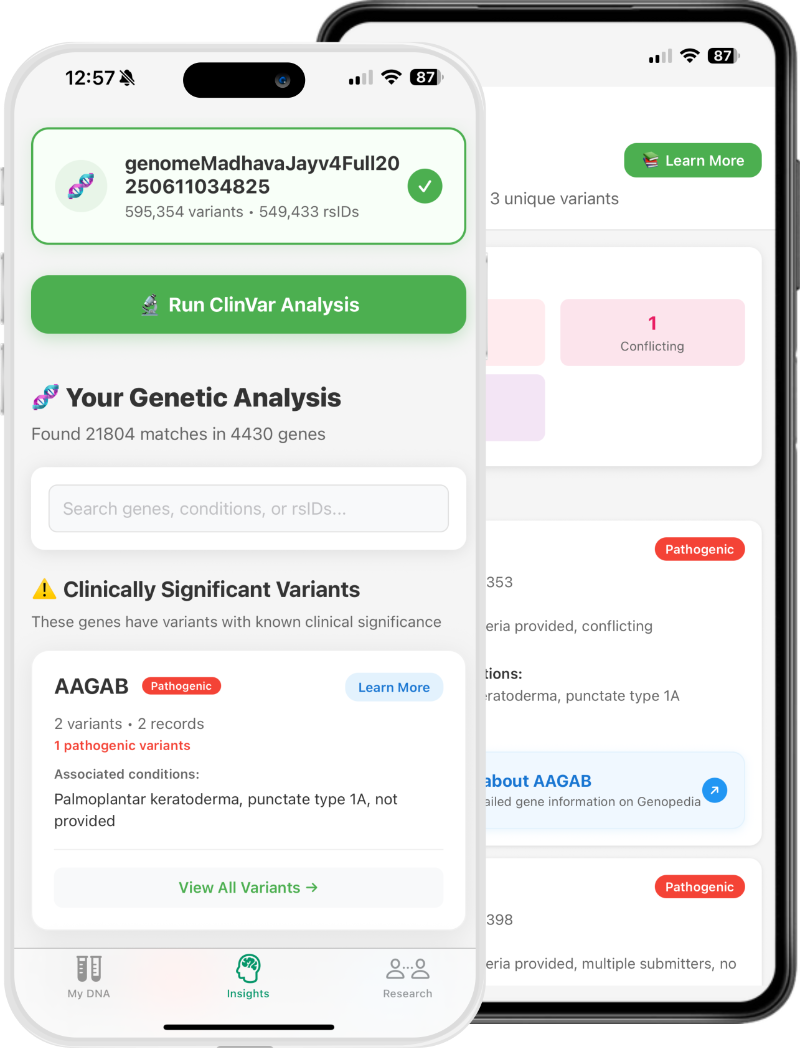 12:57
87
genomeMadhavaJayv4Full20
250611034825
595,354 variants • 549,433 rsIDs
Run ClinVar Analysis
Your Genetic Analysis
Found 21804 matches in 4430 genes
Search genes, conditions, or rsIDs...
Clinically Significant Variants
These genes have variants with known clinical significance
AAGAB
Pathogenic
Learn More
2 variants • 2 records
1 pathogenic variants
Associated conditions:
Palmoplantar keratoderma, punctate type 1A, not
provided
View All Variants →
My DNA
Insights
Research
87
Learn More
3 unique variants
1
Conflicting
Pathogenic
353
eria provided, conflicting
tions:
eratoderma, punctate type 1A
about AAGAB
ailed gene information on Genopedia
Pathogenic
398
eria provided, multiple submitters, no